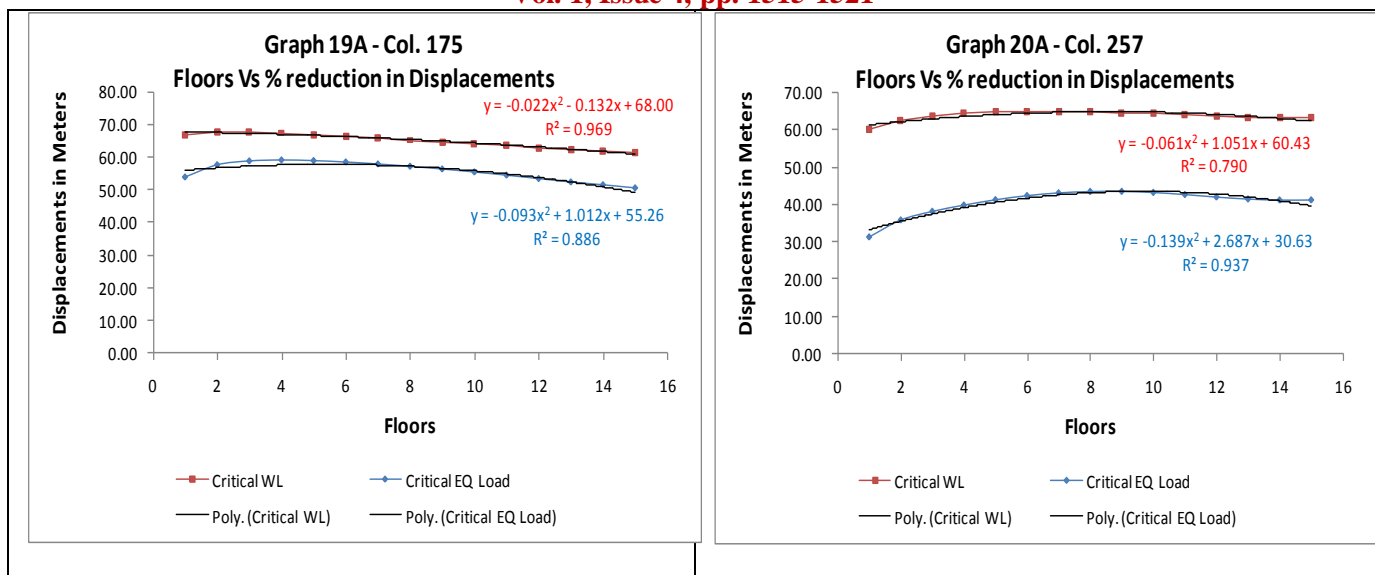 Vol. 1, Issue 4, pp. 1515-1521
Graph 19A - Col. 175
Floors Vs % reduction in Displacements
y = -0.022x² - 0.132x + 68.00
R² = 0.969
y = -0.093x² + 1.012x + 55.26
R² = 0.886
Displacements in Meters
80.00
70.00
60.00
50.00
40.00
30.00
20.00
10.00
0.00
0 2 4 6 8 10 12 14 16
Floors
Critical WL
Critical EQ Load
Poly. (Critical WL)
Poly. (Critical EQ Load)
Graph 20A - Col. 257
Floors Vs % reduction in Displacements
y = -0.061x² + 1.051x + 60.43
R² = 0.790
y = -0.139x² + 2.687x + 30.63
R² = 0.937
Displacements in Meters
70.00
60.00
50.00
40.00
30.00
20.00
10.00
0.00
0 2 4 6 8 10 12 14 16
Floors
Critical WL
Critical EQ Load
Poly. (Critical WL)
Poly. (Critical EQ Load)